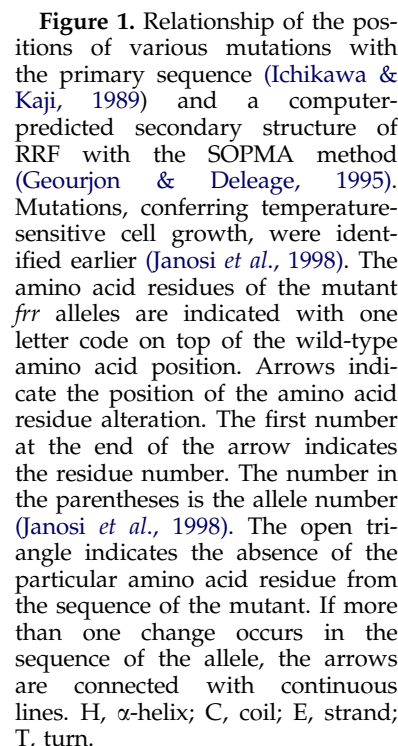 Figure 1. Relationship of the pos-
itions of various mutations with
the primary sequence (Ichikawa &
Kaji, 1989) and a computer-
predicted secondary structure of
RRF with the SOPMA method
(Geourjon & Deleage, 1995).
Mutations, conferring temperature-
sensitive cell growth, were ident-
ified earlier (Janosi et al., 1998). The
amino acid residues of the mutant
frr alleles are indicated with one
letter code on top of the wild-type
amino acid position. Arrows indi-
cate the position of the amino acid
residue alteration. The first number
at the end of the arrow indicates
the residue number. The number in
the parentheses is the allele number
(Janosi et al., 1998). The open tri-
angle indicates the absence of the
particular amino acid residue from
the sequence of the mutant. If more
than one change occurs in the
sequence of the allele, the arrows
are connected with continuous
lines. H, α-helix; C, coil; E, strand;
T, turn.